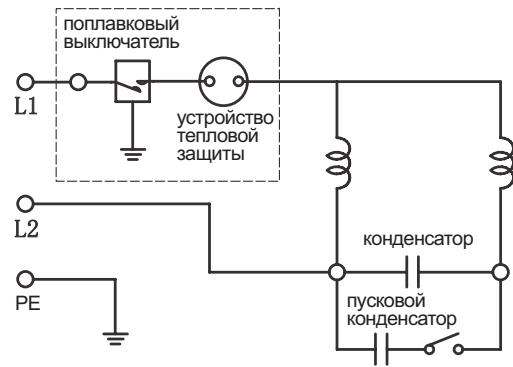 поплавковый
выключатель
L1
устройство
тепловой
защиты
L2
конденсатор
PE
пусковой
конденсатор